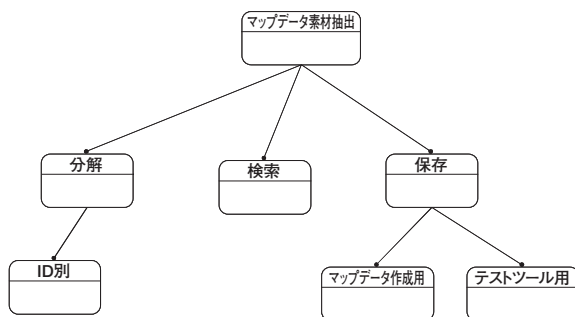 マップデータ素材抽出
分解
検索
保存
ID別
マップデータ作成用
テストツール用